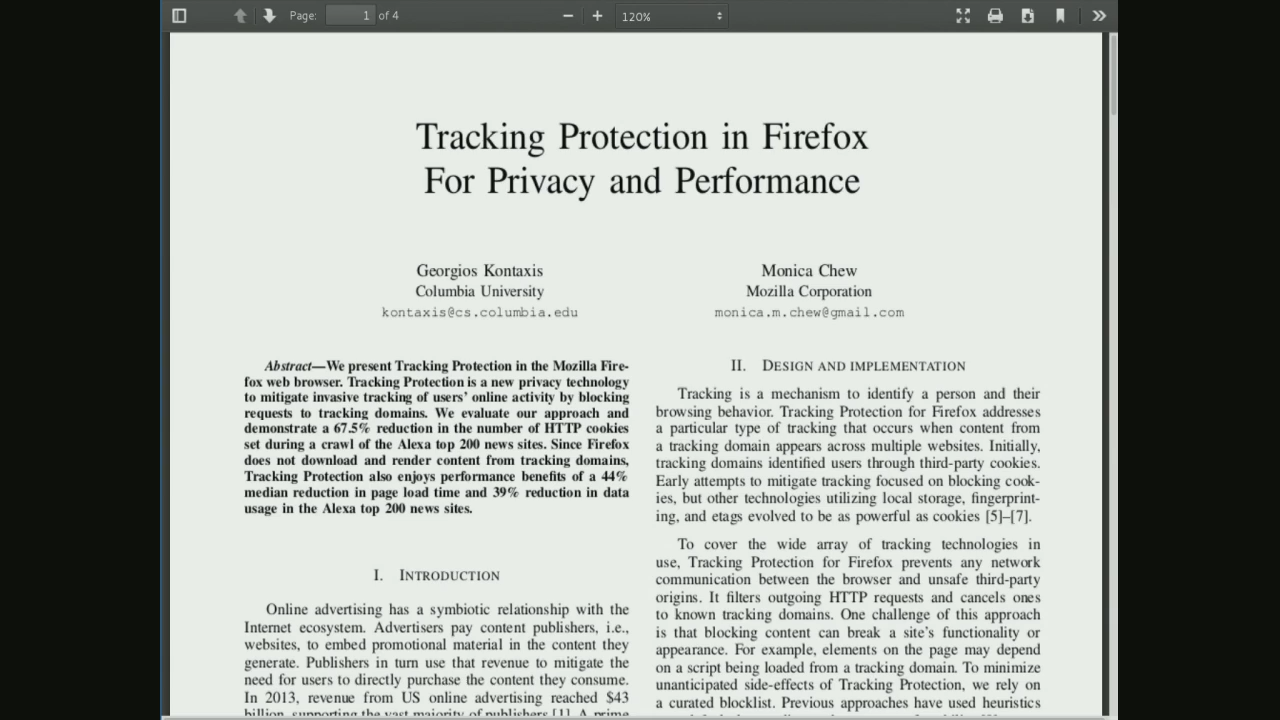 Page: 1 of 4 120%
Tracking Protection in Firefox
For Privacy and Performance
Georgios Kontaxis
Columbia University
kontaxis@cs.columbia.edu
Monica Chew
Mozilla Corporation
monica.m.chew@gmail.com
Abstract—We present Tracking Protection in the Mozilla Fire-
fox web browser. Tracking Protection is a new privacy technology
to mitigate invasive tracking of users' online activity by blocking
requests to tracking domains. We evaluate our approach and
demonstrate a 67.5% reduction in the number of HTTP cookies
set during a crawl of the Alexa top 200 news sites. Since Firefox
does not download and render content from tracking domains,
Tracking Protection also enjoys performance benefits of a 44%
median reduction in page load time and 39% reduction in data
usage in the Alexa top 200 news sites.
I. INTRODUCTION
Online advertising has a symbiotic relationship with the
Internet ecosystem. Advertisers pay content publishers, i.e.,
websites, to embed promotional material in the content they
generate. Publishers in turn use that revenue to mitigate the
need for users to directly purchase the content they consume.
In 2013, revenue from US online advertising reached $43
billion, supporting the vast majority of publishers [1]. A prime
II. DESIGN AND IMPLEMENTATION
Tracking is a mechanism to identify a person and their
browsing behavior. Tracking Protection for Firefox addresses
a particular type of tracking that occurs when content from
a tracking domain appears across multiple websites. Initially,
tracking domains identified users through third-party cookies.
Early attempts to mitigate tracking focused on blocking cook-
ies, but other technologies utilizing local storage, fingerprint-
ing, and etags evolved to be as powerful as cookies [5]–[7].
To cover the wide array of tracking technologies in
use, Tracking Protection for Firefox prevents any network
communication between the browser and unsafe third-party
origins. It filters outgoing HTTP requests and cancels ones
to known tracking domains. One challenge of this approach
is that blocking content can break a site's functionality or
appearance. For example, elements on the page may depend
on a script being loaded from a tracking domain. To minimize
unanticipated side-effects of Tracking Protection, we rely on
a curated blocklist. Previous approaches have used heuristics